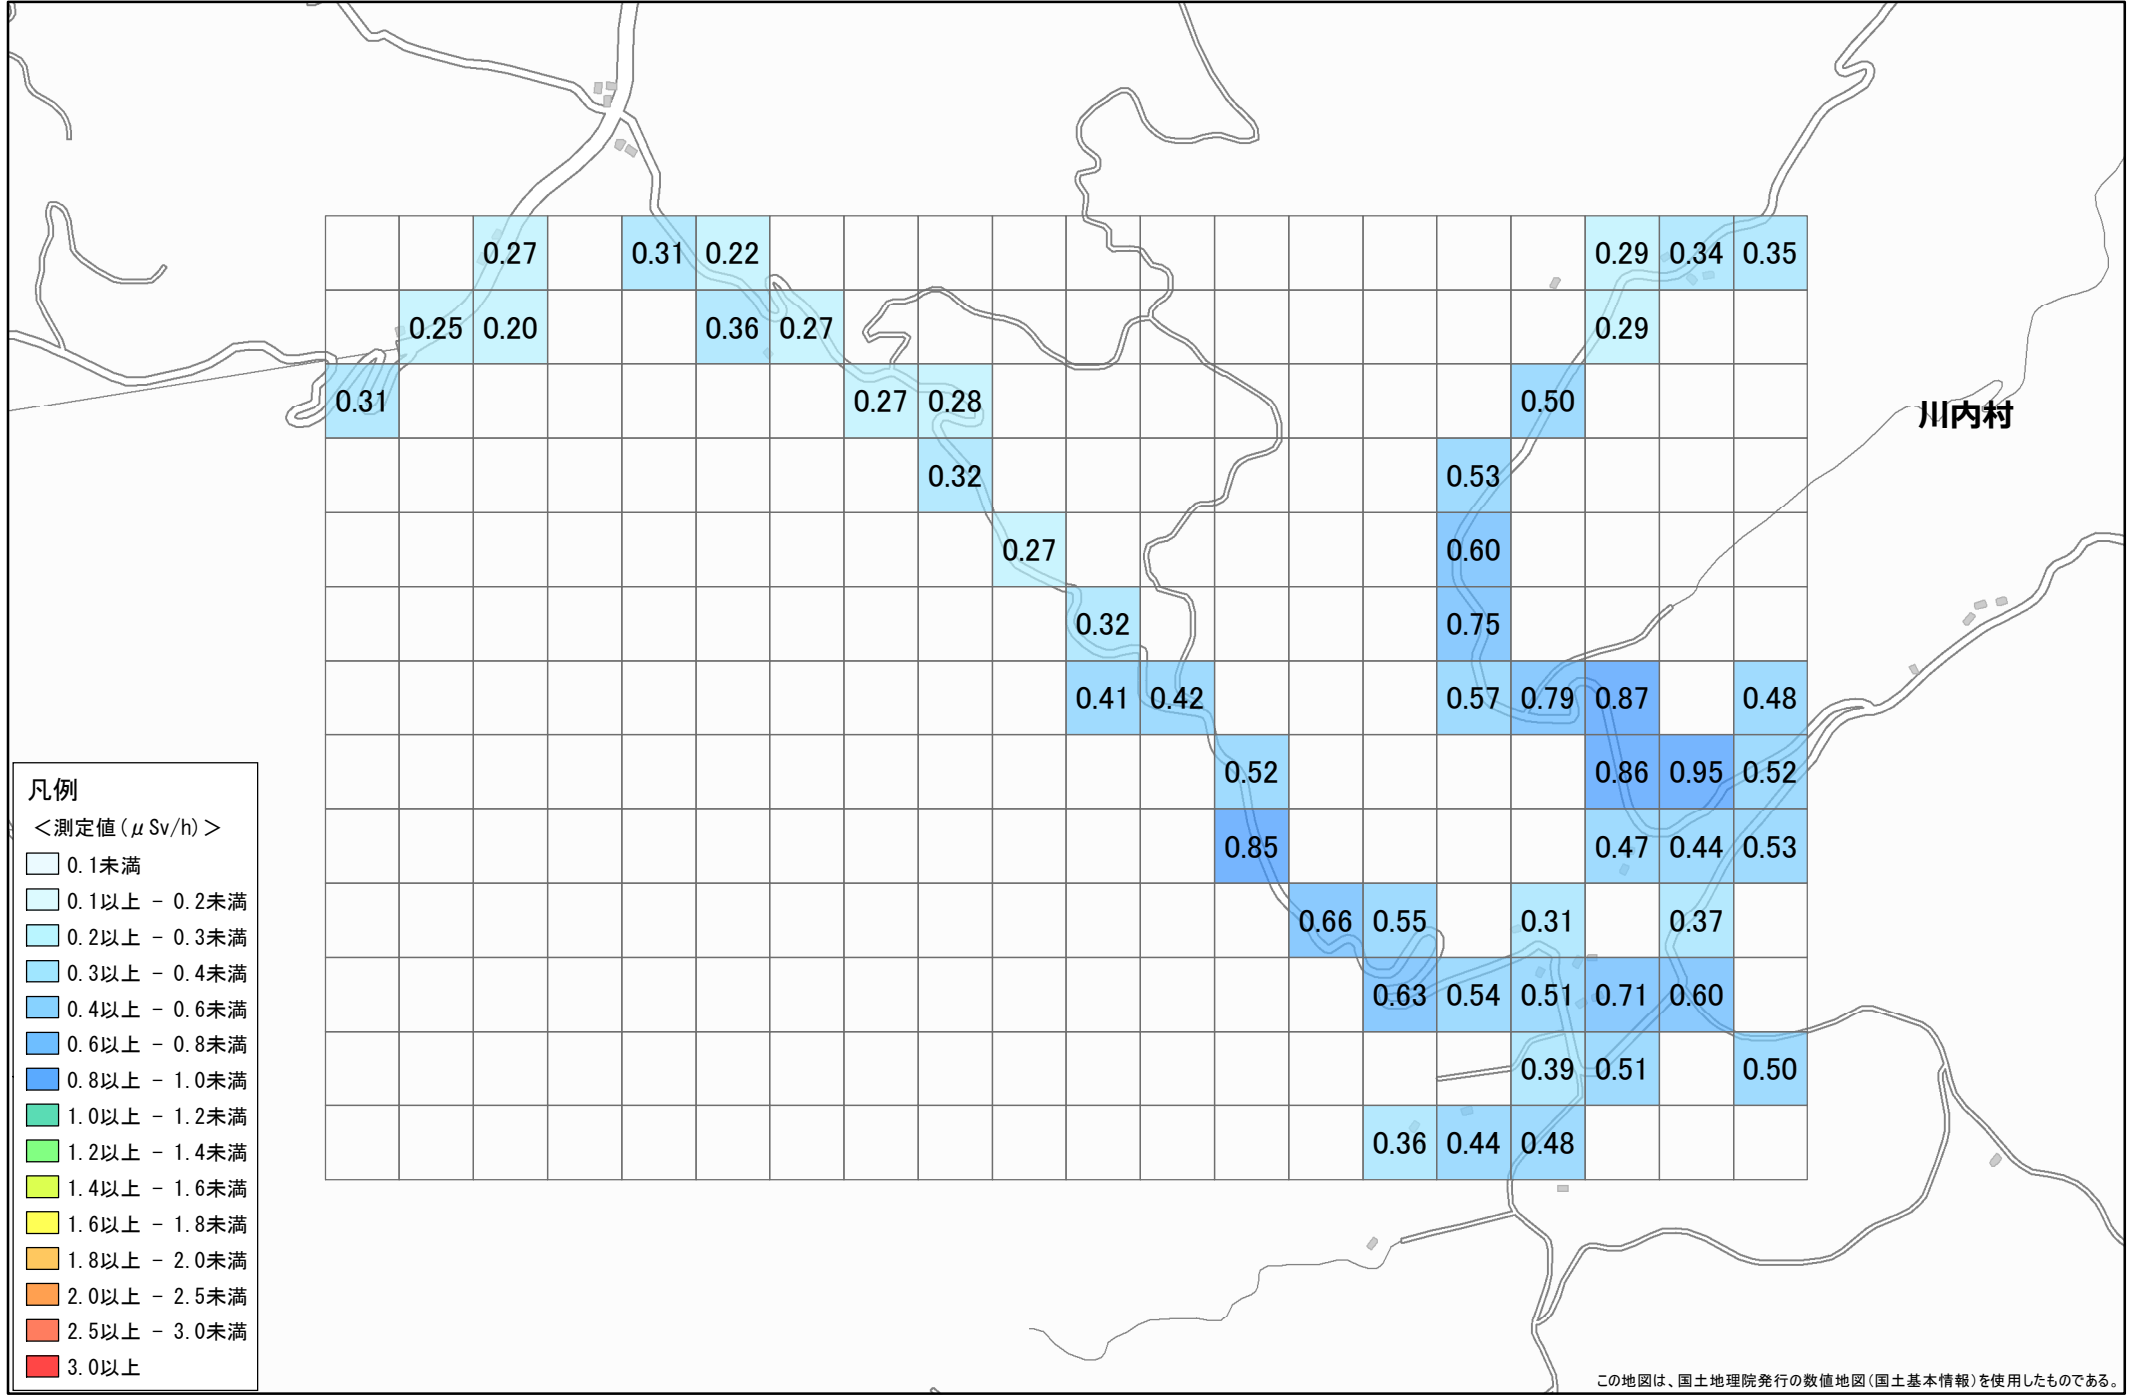 0.27 0.31 0.22 0.29 0.34 0.35
0.25 0.20 0.36 0.27 0.29
0.31 0.27 0.28 0.50
川内村
0.32 0.53
0.27 0.60
0.32 0.75
0.41 0.42 0.57 0.79 0.87 0.48
0.52 0.86 0.95 0.52
0.85 0.47 0.44 0.53
0.66 0.55 0.31 0.37
0.63 0.54 0.51 0.71 0.60
0.39 0.51 0.50
0.36 0.44 0.48
凡例
＜測定値(μSv/h)＞
0.1未満
0.1以上 - 0.2未満
0.2以上 - 0.3未満
0.3以上 - 0.4未満
0.4以上 - 0.6未満
0.6以上 - 0.8未満
0.8以上 - 1.0未満
1.0以上 - 1.2未満
1.2以上 - 1.4未満
1.4以上 - 1.6未満
1.6以上 - 1.8未満
1.8以上 - 2.0未満
2.0以上 - 2.5未満
2.5以上 - 3.0未満
3.0以上
この地図は、国土地理院発行の数値地図(国土基本情報)を使用したものである。